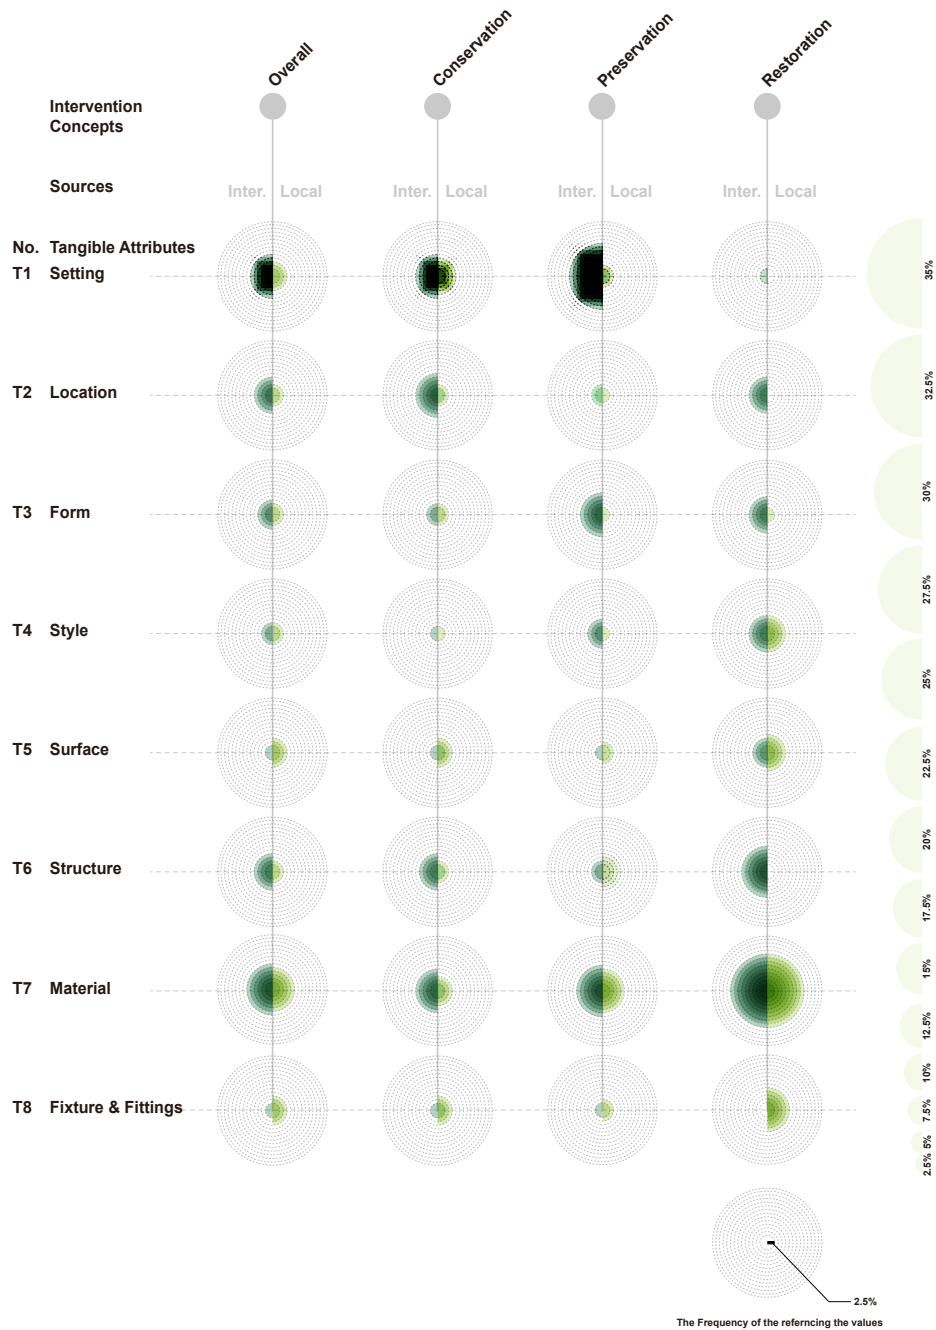 Overall
Conservation
Preservation
Restoration
Intervention
Concepts
Sources
Inter. Local
Inter. Local
Inter. Local
Inter. Local
No. Tangible Attributes
T1 Setting
T2 Location
T3 Form
T4 Style
T5 Surface
T6 Structure
T7 Material
T8 Fixture & Fittings
35%
32.5%
30%
27.5%
25%
22.5%
20%
17.5%
15%
12.5%
10%
7.5%
5%
2.5%
2.5%
The Frequency of the referncing the values